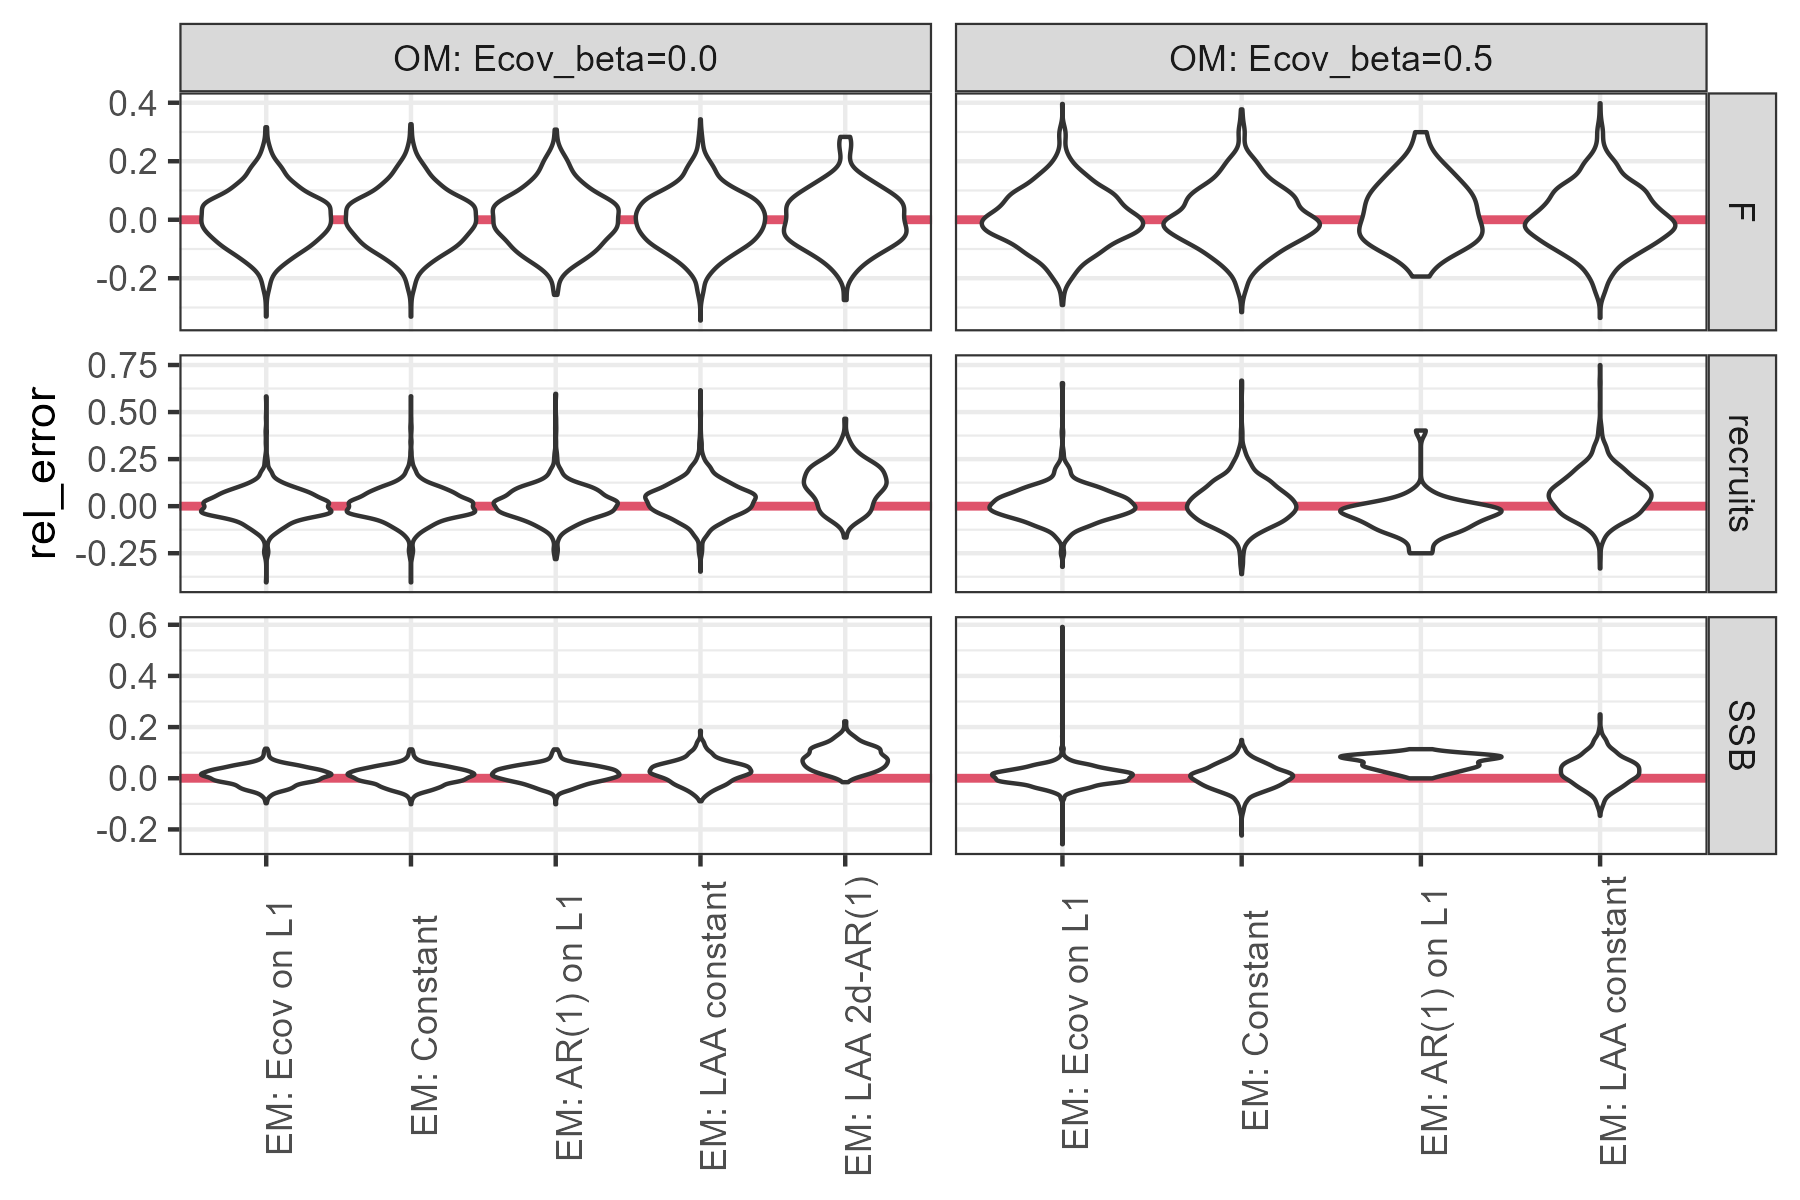 OM: Ecov_beta=0.0
OM: Ecov_beta=0.5
rel_error
0.4
0.2
0.0
-0.2
F
0.75
0.50
0.25
0.00
-0.25
recruits
0.6
0.4
0.2
0.0
-0.2
SSB
EM: Ecov on L1
EM: Constant
EM: AR(1) on L1
EM: LAA constant
EM: LAA 2d-AR(1)
EM: Ecov on L1
EM: Constant
EM: AR(1) on L1
EM: LAA constant